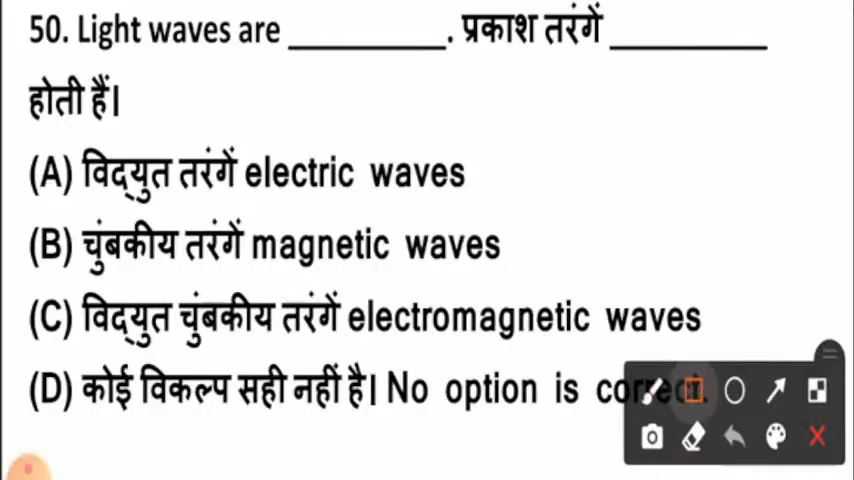 50. Light waves are __________. प्रकाश तरंगें __________
होती हैं।
(A) विद्युत तरंगें electric waves
(B) चुंबकीय तरंगें magnetic waves
(C) विद्युत चुंबकीय तरंगें electromagnetic waves
(D) कोई विकल्प सही नहीं है। No option is correct.